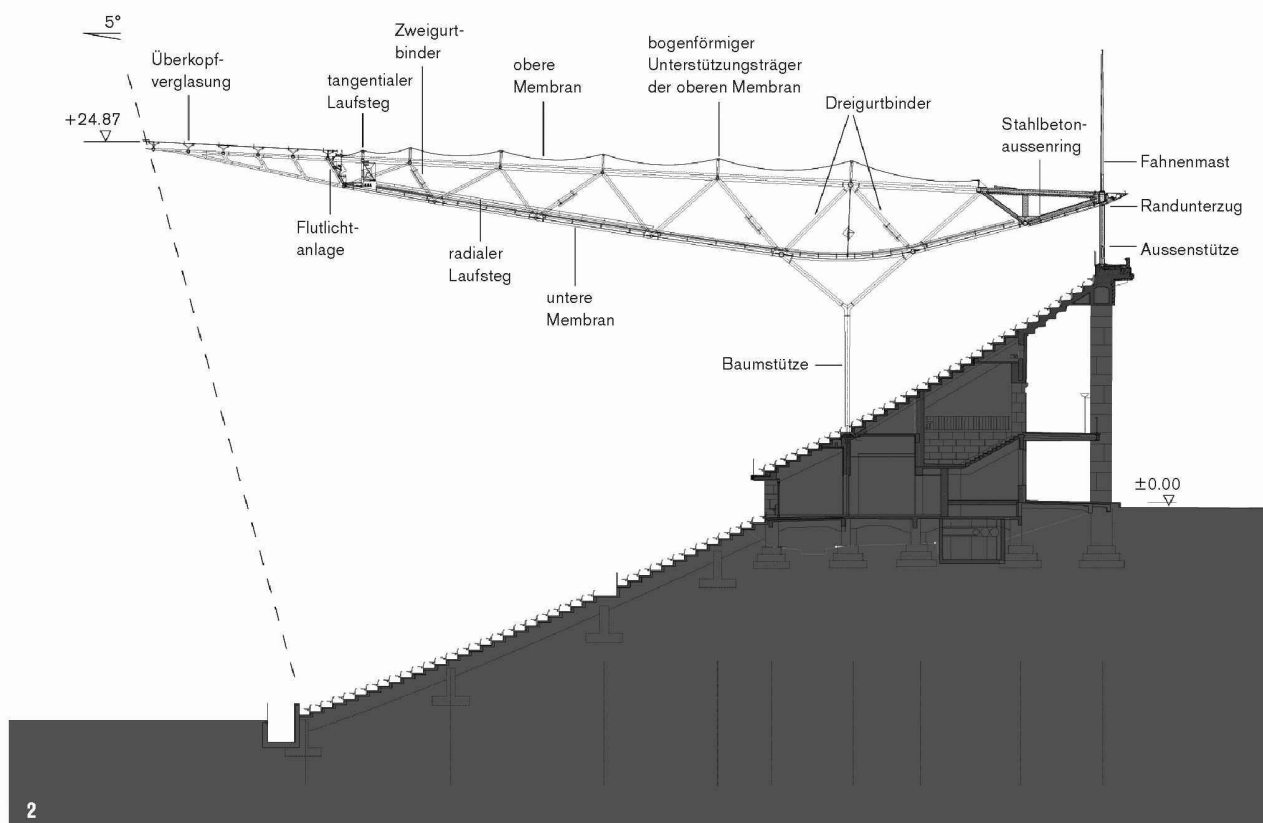 5°
Überkopf-
verglasung
+24.87
tangentialer
Laufsteg
Zweigurt-
binder
obere
Membran
bogenförmiger
Unterstützungsträger
der oberen Membran
Dreigurtbinder
Stahlbeton-
aussenring
Fahnenmast
Randunterzug
Aussenstütze
Flutlicht-
anlage
radialer
Laufsteg
untere
Membran
Baumstütze
±0.00
2